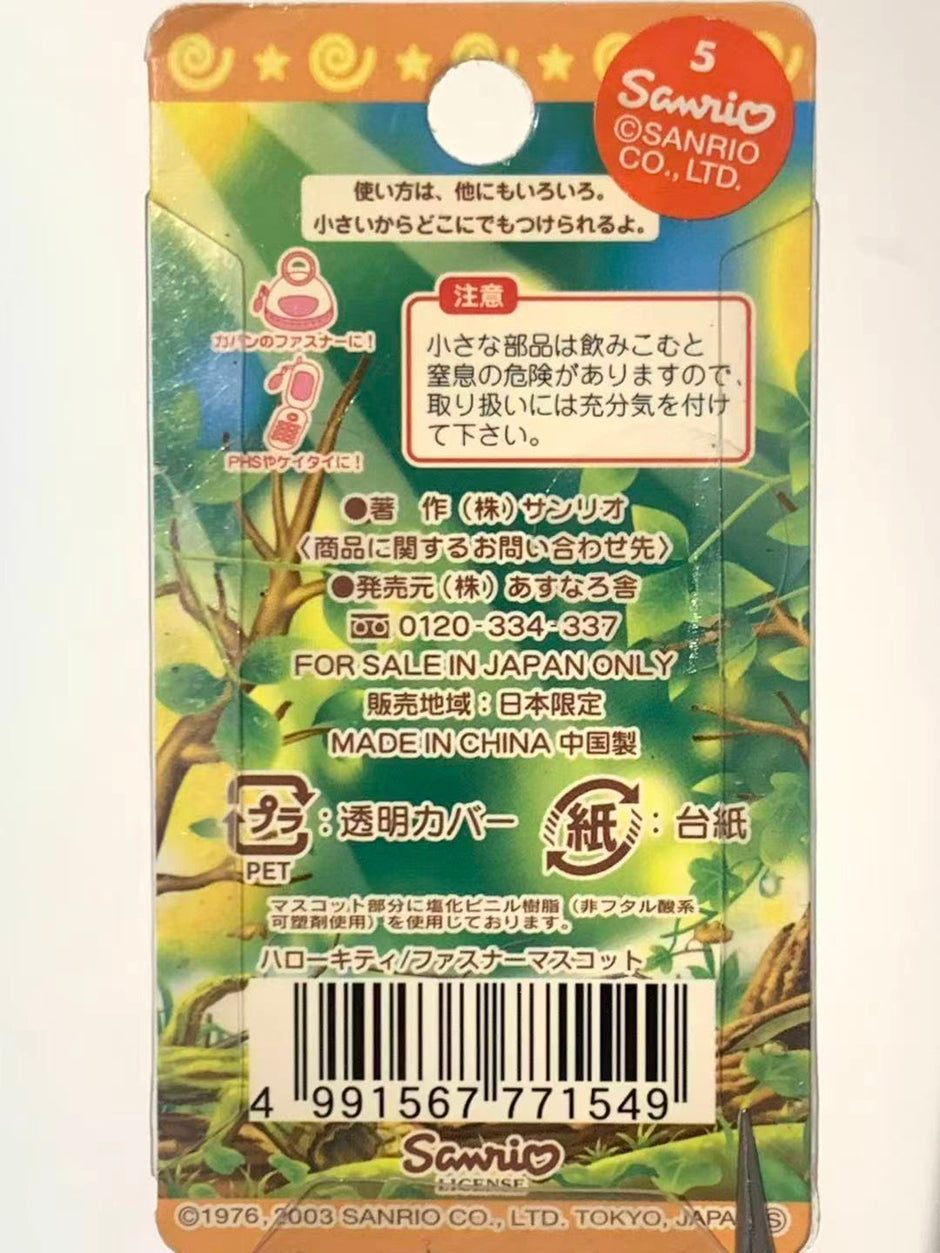 5
Sanrio
©SANRIO
CO., LTD.
使い方は、他にもいろいろ。
小さいからどこにでもつけられるよ。
カバンのファスナーに!
PHSやケイタイに!
注意
小さな部品は飲みこむと
窒息の危険がありますので、
取り扱いには充分気を付け
て下さい。
●著 作(株)サンリオ
〈商品に関するお問い合わせ先〉
●発売元(株)あすなろ舎
0120-334-337
FOR SALE IN JAPAN ONLY
販売地域:日本限定
MADE IN CHINA 中国製
プラ:透明カバー
PET
紙:台紙
マスコット部分に塩化ビニル樹脂(非フタル酸系
可塑剤使用)を使用しております。
ハローキティ/ファスナーマスコット
4 991567 771549
Sanrio
LICENSE
©1976, 2003 SANRIO CO., LTD. TOKYO,